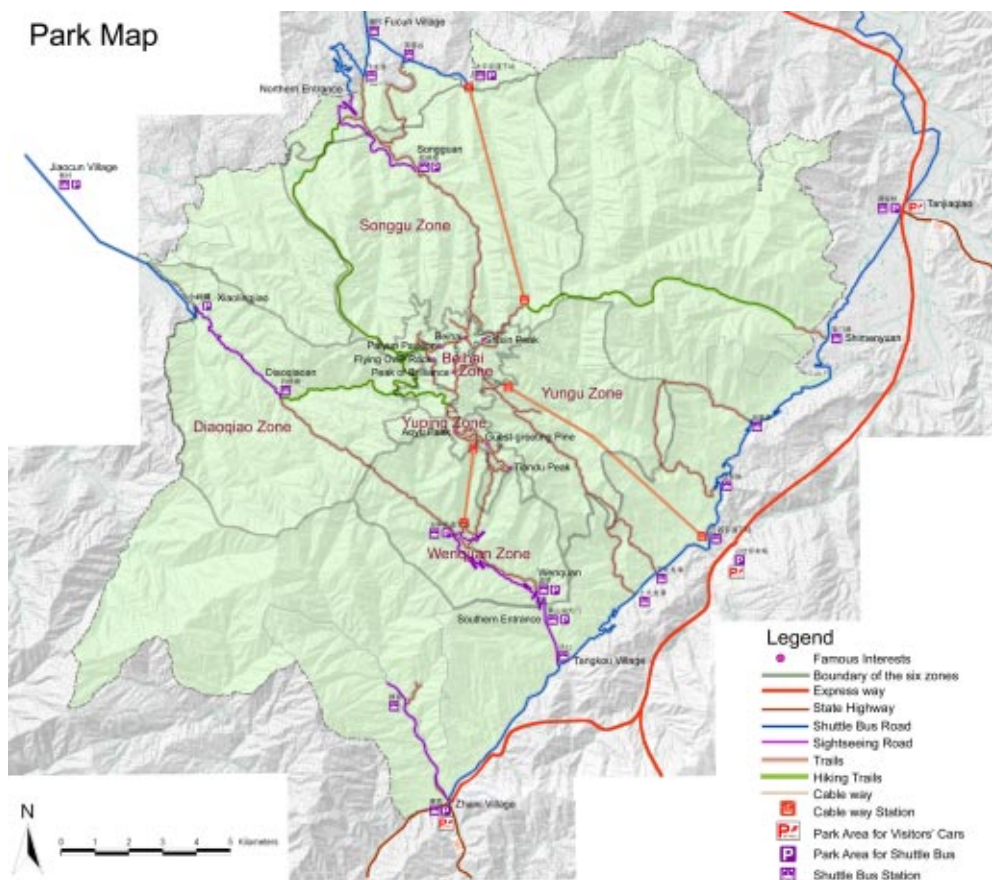 Park Map
Fucun Village
Northern Entrance
Songguan
Jiaocun Village
Tanjiaqiao
Songgu Zone
Xiaolingjiao
Beihai
Shixin Peak
Shimenyuan
Paiyun Pavilion
Flying Over Rocks
Beihai
Zone
Peak of Brilliance
Diaoqiaoan
Yungu Zone
Diaoqiao Zone
Yuping Zone
Aoyu Peak
Guest-greeting Pine
Tiandu Peak
Wenquan Zone
Wenquan
Southern Entrance
Tangkou Village
Zhaixi Village
Legend
Famous Interests
Boundary of the six zones
Express way
State Highway
Shuttle Bus Road
Sightseeing Road
Trails
Hiking Trails
Cable way
Cable way Station
Park Area for Visitors' Cars
Park Area for Shuttle Bus
Shuttle Bus Station
N
0 1 2 3 4 5 Kilometers